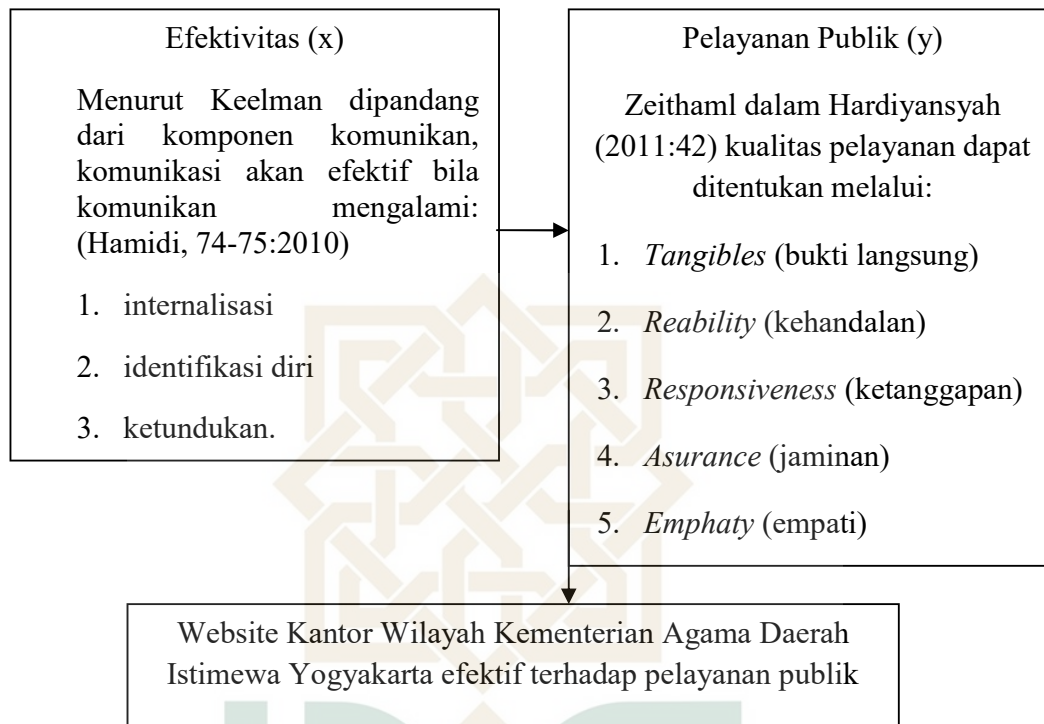 Efektivitas (x)
Menurut Keelman dipandang
dari komponen komunikan,
komunikasi akan efektif bila
komunikan mengalami:
(Hamidi, 74-75:2010)
1. internalisasi
2. identifikasi diri
3. ketundukan.
Pelayanan Publik (y)
Zeithaml dalam Hardiyansyah
(2011:42) kualitas pelayanan dapat
ditentukan melalui:
1. Tangibles (bukti langsung)
2. Reability (kehandalan)
3. Responsiveness (ketanggapan)
4. Asurance (jaminan)
5. Emphaty (empati)
Website Kantor Wilayah Kementerian Agama Daerah
Istimewa Yogyakarta efektif terhadap pelayanan publik